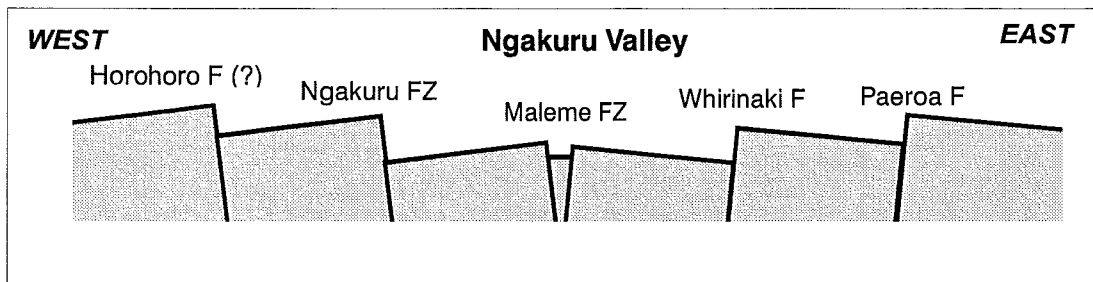 WEST
Ngakuru Valley
EAST
Horohoro F (?)
Ngakuru FZ
Maleme FZ
Whirinaki F
Paeroa F